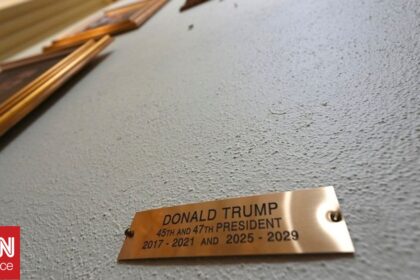 DONALD TRUMP
45TH AND 47TH PRESIDENT
2017 - 2021 AND 2025 - 2029